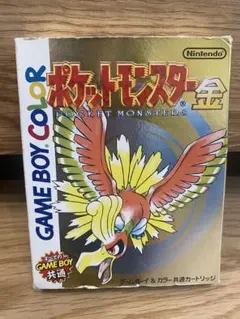 Nintendo
GAME BOY COLOR
ポケットモンスター金
POCKET MONSTERS
GAME BOY
共通
ゲームボーイ&カラー共通カートリッジ